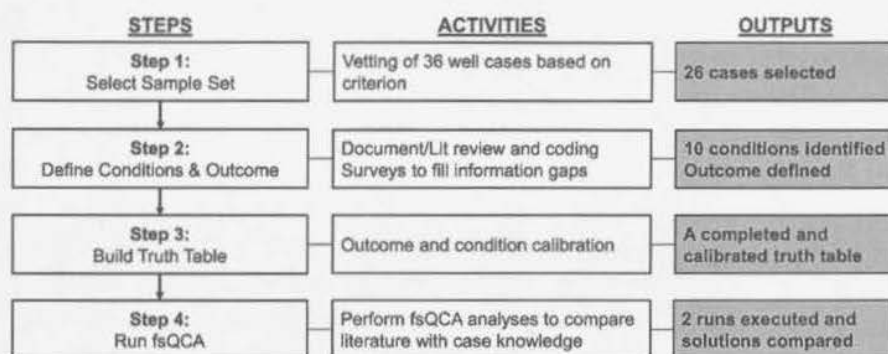 STEPS
ACTIVITIES
OUTPUTS
Step 1:
Select Sample Set
Vetting of 36 well cases based on
criterion
26 cases selected
Step 2:
Define Conditions & Outcome
Document/Lit review and coding
Surveys to fill information gaps
10 conditions identified
Outcome defined
Step 3:
Build Truth Table
Outcome and condition calibration
A completed and
calibrated truth table
Step 4:
Run fsQCA
Perform fsQCA analyses to compare
literature with case knowledge
2 runs executed and
solutions compared